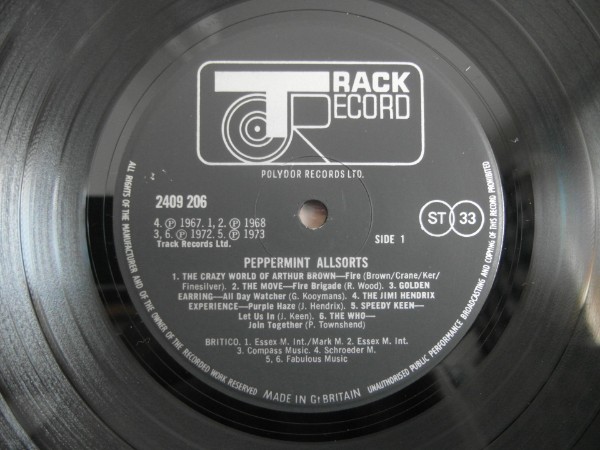 TRACK
RECORD
POLYDOR RECORDS LTD.
2409 206
4. Ⓟ 1967. 1, 2. Ⓟ 1968
3, 6. Ⓟ 1972. 5. Ⓟ 1973
Track Records Ltd.
SIDE 1
ST 33
PEPPERMINT ALLSORTS
1. THE CRAZY WORLD OF ARTHUR BROWN—Fire (Brown/Crane/Ker/
Finesilver). 2. THE MOVE—Fire Brigade (R. Wood). 3. GOLDEN
EARRING—All Day Watcher (G. Kooymans). 4. THE JIMI HENDRIX
EXPERIENCE—Purple Haze (J. Hendrix). 5. SPEEDY KEEN—
Let Us In (J. Keen). 6. THE WHO—
Join Together (P. Townshend)
BRITICO. 1. Essex M. Int./Mark M. 2. Essex M. Int.
3. Compass Music. 4. Schroeder M.
5, 6. Fabulous Music
ALL RIGHTS OF THE MANUFACTURER AND OF THE OWNER OF THE RECORDED WORK RESERVED
MADE IN Gt BRITAIN
UNAUTHORISED PUBLIC PERFORMANCE BROADCASTING AND COPYING OF THIS RECORD PROHIBITED